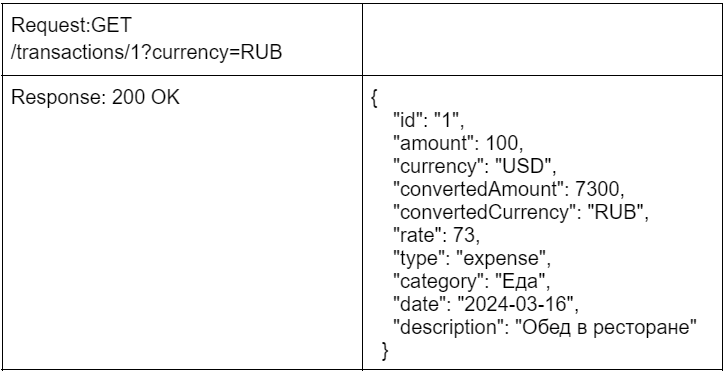 Request:GET
/transactions/1?currency=RUB
Response: 200 OK
{
"id": "1",
"amount": 100,
"currency": "USD",
"convertedAmount": 7300,
"convertedCurrency": "RUB",
"rate": 73,
"type": "expense",
"category": "Еда",
"date": "2024-03-16",
"description": "Обед в ресторане"
}